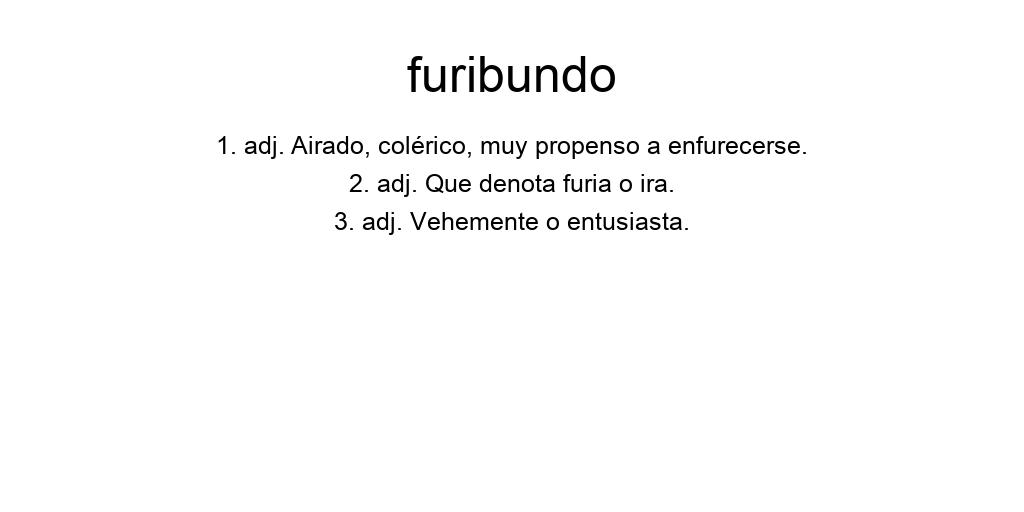 furibundo
1. adj. Airado, colérico, muy propenso a enfurecerse.
2. adj. Que denota furia o ira.
3. adj. Vehemente o entusiasta.